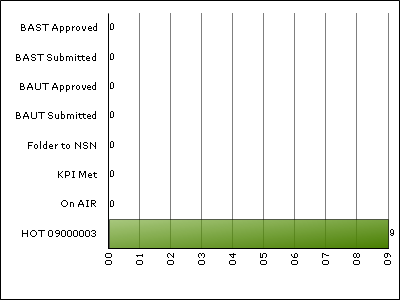 BAST Approved 0
BAST Submitted 0
BAUT Approved 0
BAUT Submitted 0
Folder to NSN 0
KPI Met 0
On AIR 0
HOT 09000003 9
00 01 02 03 04 05 06 07 08 09